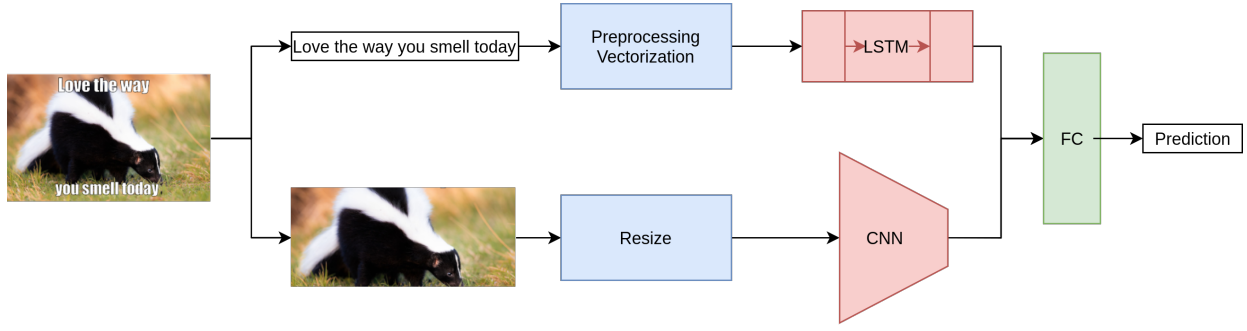 Love the way
you smell today
Love the way you smell today
Preprocessing
Vectorization
LSTM
Resize
CNN
FC
Prediction